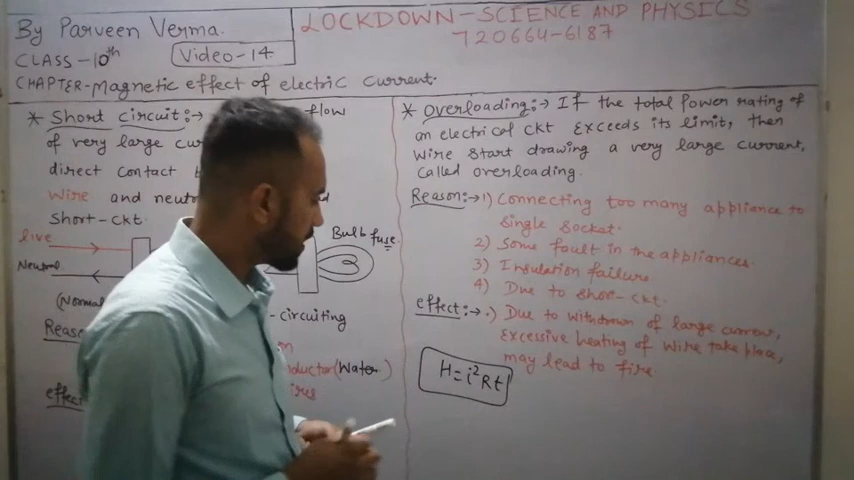 By Parveen Verma.
CLASS-10th
Video-14
LOCKDOWN-SCIENCE AND PHYSICS
720664-6187
CHAPTER-Magnetic effect of electric current.
* Short circuit:→ flow
of very large cu
direct contact
Wire and neut
Short-ckt.
live
Neutral
Bulb fuse
(Normal
-circuiting
Reas
nductor(Water)
ires
effect
* Overloading:→ If the total Power rating of
an electrical ckt exceeds its limit, then
wire start drawing a very large current,
called overloading.
Reason:→ 1) Connecting too many appliance to
single socket.
2) Some fault in the appliances.
3) Insulation failure
4) Due to short-ckt.
effect:→ .) Due to withdrawn of large current,
excessive heating of wire take place,
may lead to fire
H=i²Rt